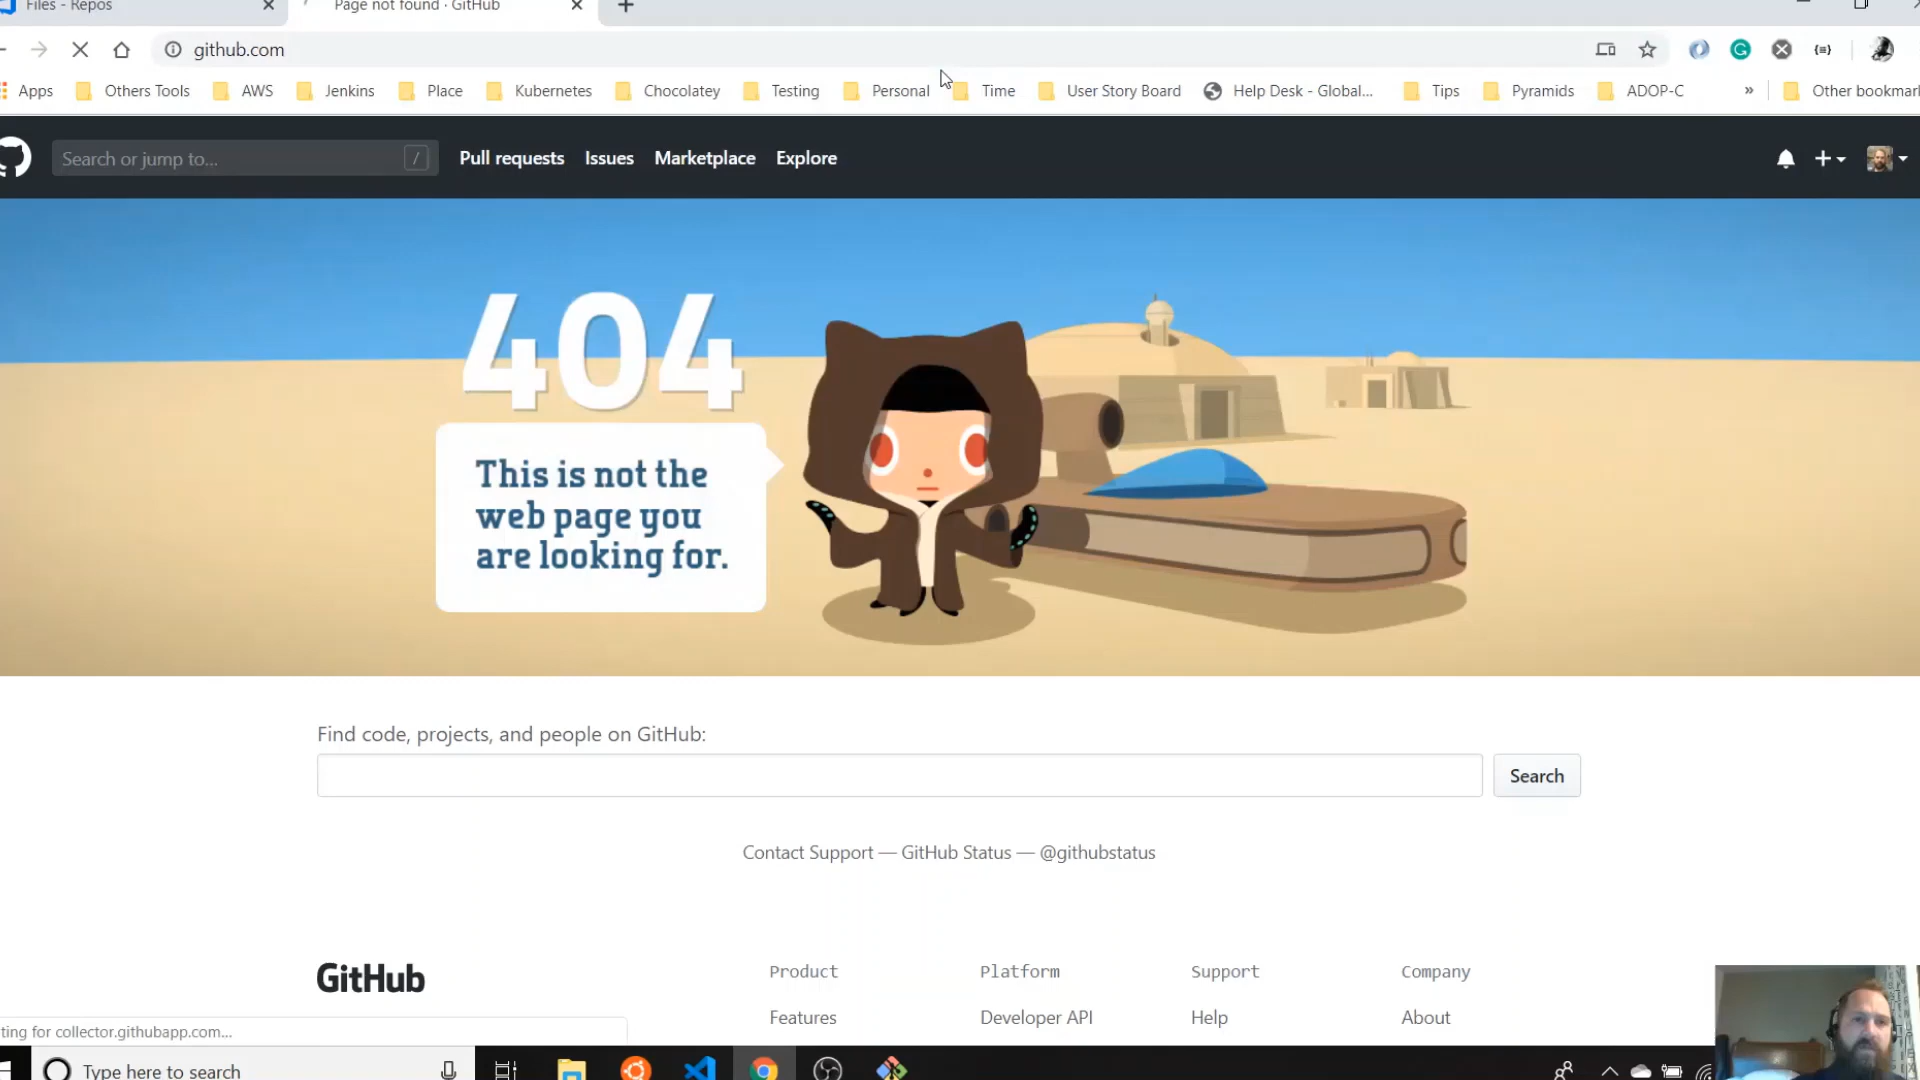 Files - Repos
Page not found · GitHub
github.com
Apps Others Tools AWS Jenkins Place Kubernetes Chocolatey Testing Personal Time User Story Board Help Desk - Global... Tips Pyramids ADOP-C » Other bookmark
Search or jump to... / Pull requests Issues Marketplace Explore
404
This is not the
web page you
are looking for.
Find code, projects, and people on GitHub:
Search
Contact Support — GitHub Status — @githubstatus
GitHub
Product Platform Support Company
Features Developer API Help About
ting for collector.githubapp.com...
Type here to search